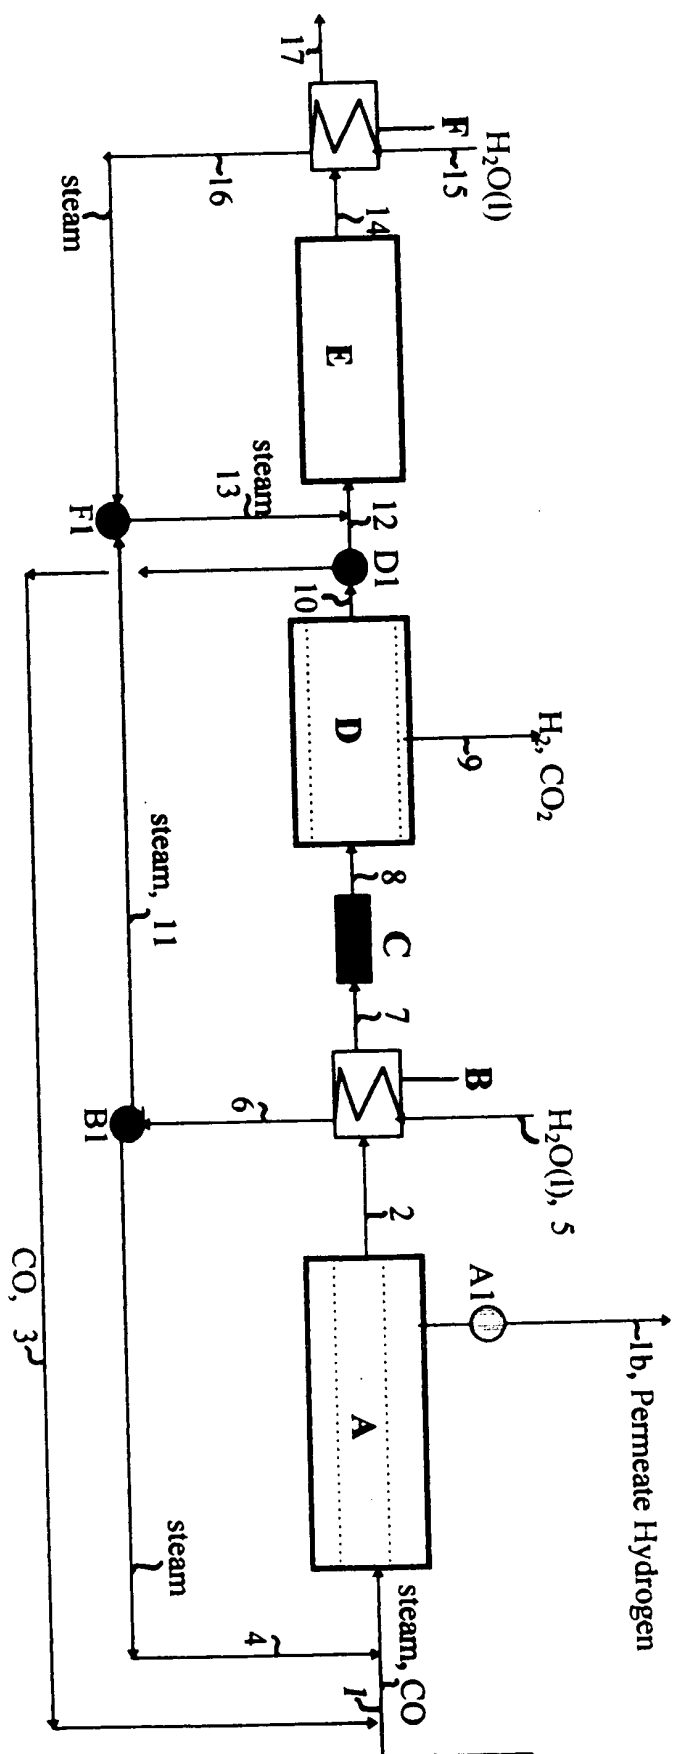 17
F
H₂O(l)
15
16
steam
14
E
steam
13
F1
12
D1
10
D
H₂, CO₂
9
8
C
7
steam, 11
B
H₂O(l), 5
6
B1
2
A1
1b, Permeate Hydrogen
A
CO, 3
steam
4
steam, CO
1